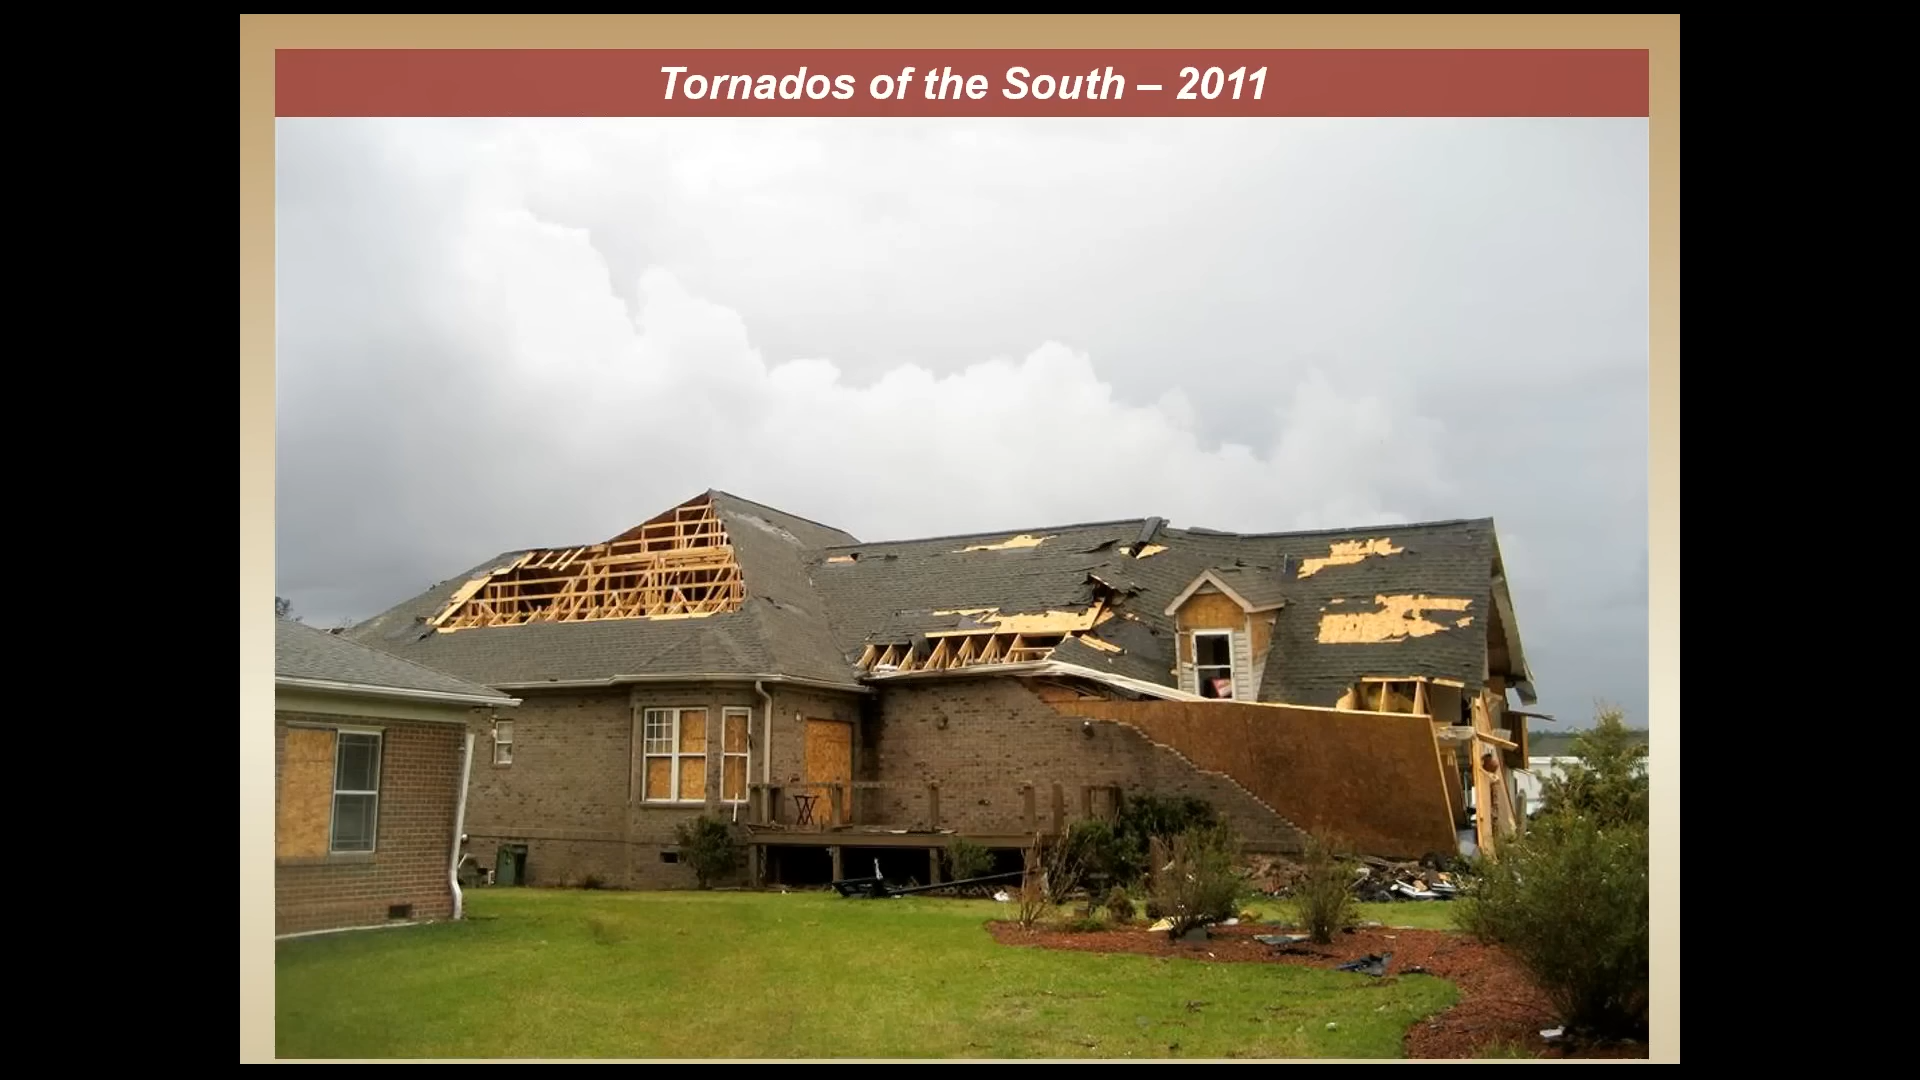 Tornados of the South – 2011